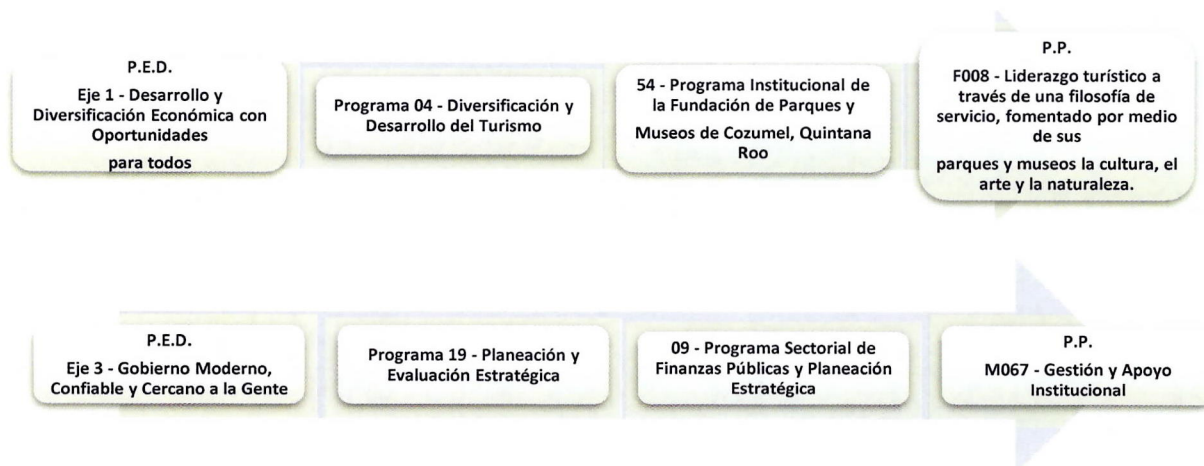 P.E.D.
Eje 1 - Desarrollo y
Diversificación Económica con
Oportunidades
para todos
Programa 04 - Diversificación y
Desarrollo del Turismo
54 - Programa Institucional de
la Fundación de Parques y
Museos de Cozumel, Quintana
Roo
P.P.
F008 - Liderazgo turístico a
través de una filosofía de
servicio, fomentado por medio
de sus
parques y museos la cultura, el
arte y la naturaleza.
P.E.D.
Eje 3 - Gobierno Moderno,
Confiable y Cercano a la Gente
Programa 19 - Planeación y
Evaluación Estratégica
09 - Programa Sectorial de
Finanzas Públicas y Planeación
Estratégica
P.P.
M067 - Gestión y Apoyo
Institucional